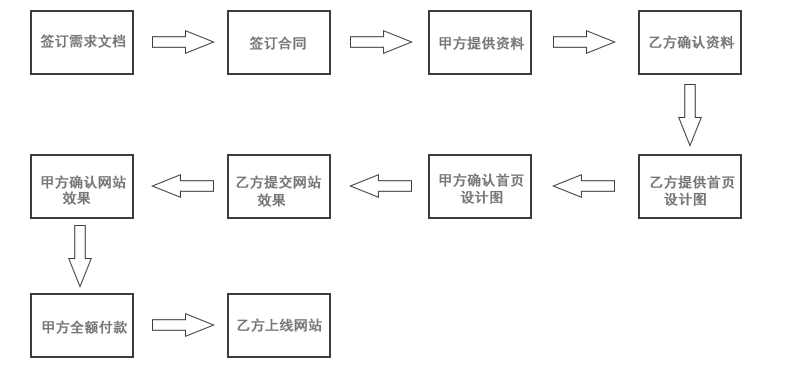 签订需求文档
签订合同
甲方提供资料
乙方确认资料
乙方提供首页
设计图
甲方确认首页
设计图
乙方提交网站
效果
甲方确认网站
效果
甲方全额付款
乙方上线网站